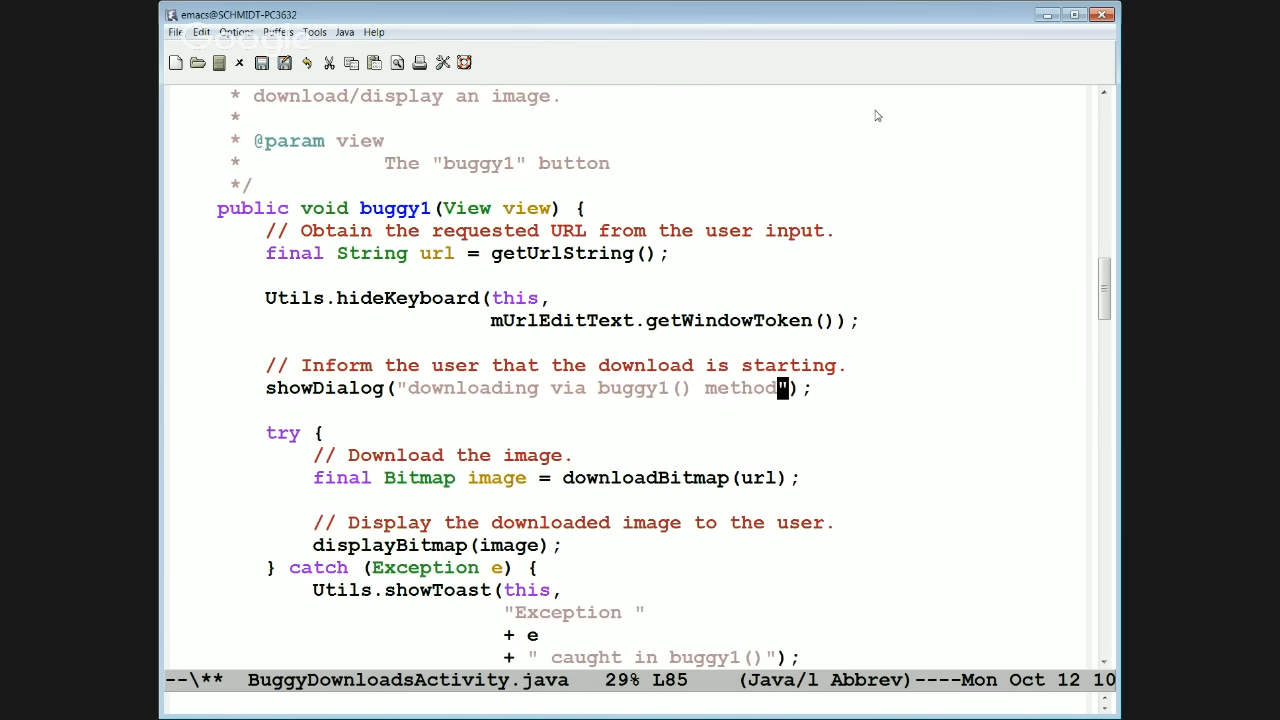 emacs@SCHMIDT-PC3632
File Edit Options Buffers Tools Java Help
Google
* download/display an image.
*
* @param view
* The "buggy1" button
*/
public void buggy1(View view) {
// Obtain the requested URL from the user input.
final String url = getUrlString();
Utils.hideKeyboard(this,
mUrlEditText.getWindowToken());
// Inform the user that the download is starting.
showDialog("downloading via buggy1() method");
try {
// Download the image.
final Bitmap image = downloadBitmap(url);
// Display the downloaded image to the user.
displayBitmap(image);
} catch (Exception e) {
Utils.showToast(this,
"Exception "
+ e
+ " caught in buggy1()");
--\** BuggyDownloadsActivity.java 29% L85 (Java/l Abbrev)----Mon Oct 12 10